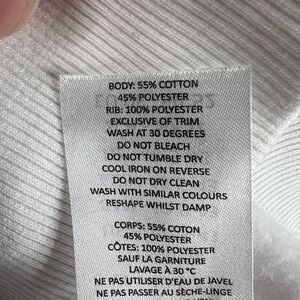 BODY: 55% COTTON
45% POLYESTER
RIB: 100% POLYESTER
EXCLUSIVE OF TRIM
WASH AT 30 DEGREES
DO NOT BLEACH
DO NOT TUMBLE DRY
COOL IRON ON REVERSE
DO NOT DRY CLEAN
WASH WITH SIMILAR COLOURS
RESHAPE WHILST DAMP
CORPS: 55% COTON
45% POLYESTER
CÔTES: 100% POLYESTER
SAUF LA GARNITURE
LAVAGE À 30 °C
NE PAS UTILISER D'EAU DE JAVEL
NE PAS PASSER AU SÈCHE-LINGE